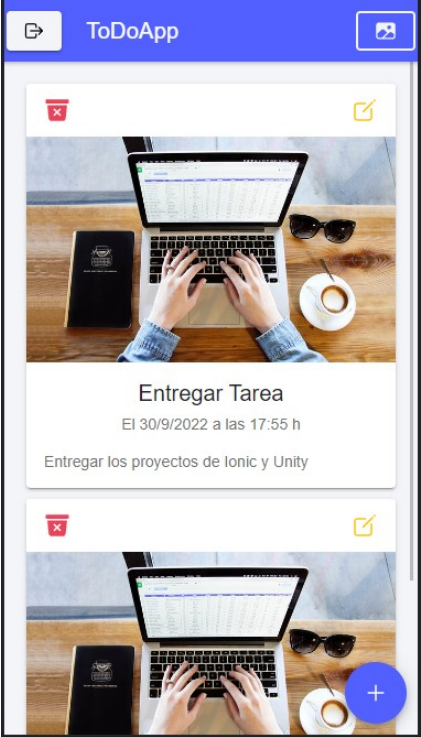 ToDoApp
Entregar Tarea
El 30/9/2022 a las 17:55 h
Entregar los proyectos de Ionic y Unity